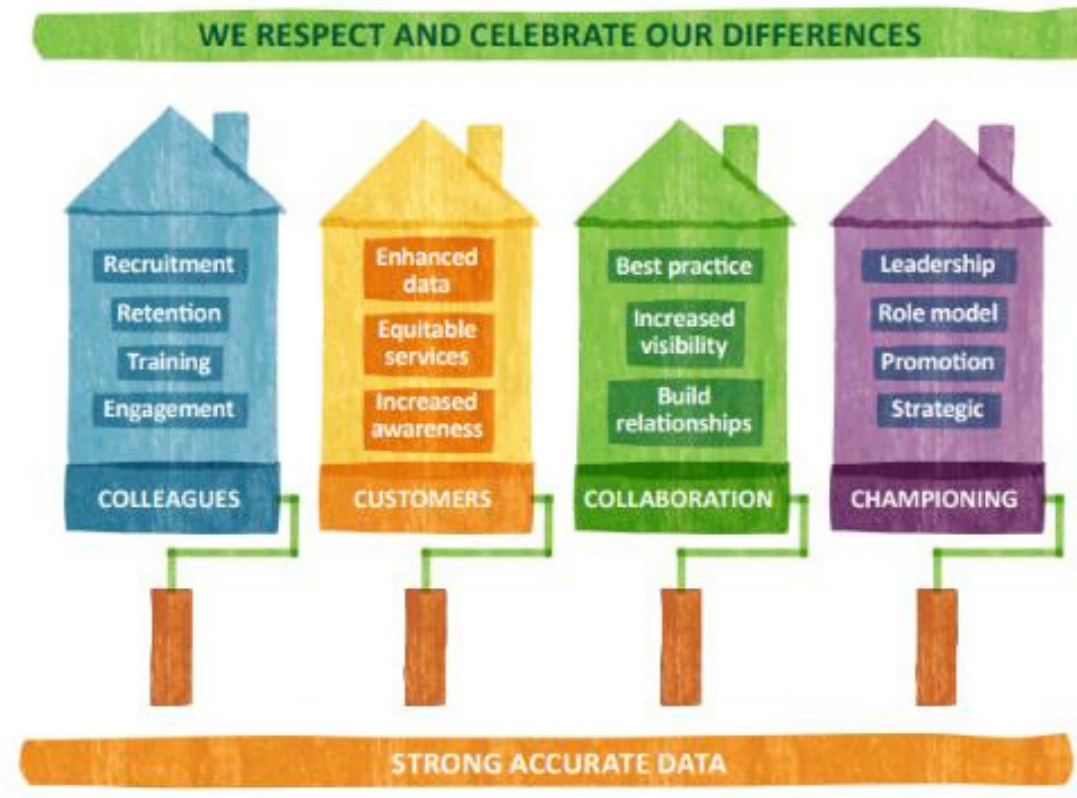 WE RESPECT AND CELEBRATE OUR DIFFERENCES
Recruitment
Retention
Training
Engagement
COLLEAGUES
Enhanced
data
Equitable
services
Increased
awareness
CUSTOMERS
Best practice
Increased
visibility
Build
relationships
COLLABORATION
Leadership
Role model
Promotion
Strategic
CHAMPIONING
STRONG ACCURATE DATA